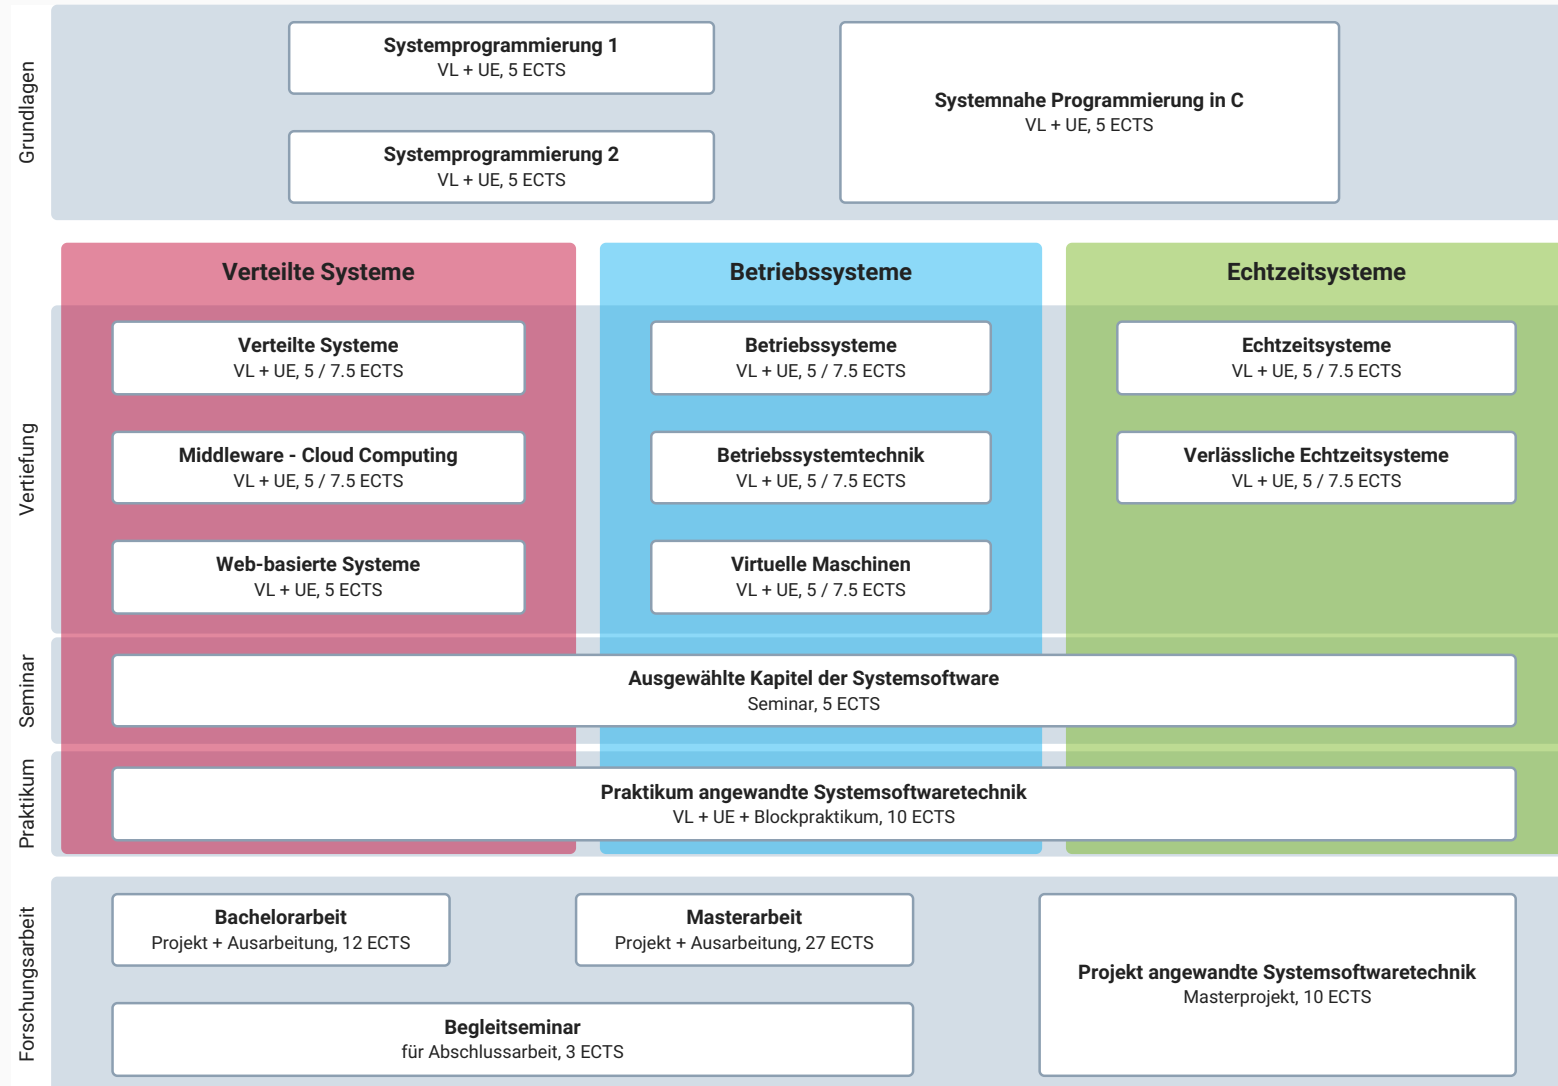 Grundlagen
Systemprogrammierung 1
VL + UE, 5 ECTS
Systemprogrammierung 2
VL + UE, 5 ECTS
Systemnahe Programmierung in C
VL + UE, 5 ECTS
Verteilte Systeme
Betriebssysteme
Echtzeitsysteme
Vertiefung
Verteilte Systeme
VL + UE, 5 / 7.5 ECTS
Betriebssysteme
VL + UE, 5 / 7.5 ECTS
Echtzeitsysteme
VL + UE, 5 / 7.5 ECTS
Middleware - Cloud Computing
VL + UE, 5 / 7.5 ECTS
Betriebssystemtechnik
VL + UE, 5 / 7.5 ECTS
Verlässliche Echtzeitsysteme
VL + UE, 5 / 7.5 ECTS
Web-basierte Systeme
VL + UE, 5 ECTS
Virtuelle Maschinen
VL + UE, 5 / 7.5 ECTS
Seminar
Ausgewählte Kapitel der Systemsoftware
Seminar, 5 ECTS
Praktikum
Praktikum angewandte Systemsoftwaretechnik
VL + UE + Blockpraktikum, 10 ECTS
Forschungsarbeit
Bachelorarbeit
Projekt + Ausarbeitung, 12 ECTS
Masterarbeit
Projekt + Ausarbeitung, 27 ECTS
Begleitseminar
für Abschlussarbeit, 3 ECTS
Projekt angewandte Systemsoftwaretechnik
Masterprojekt, 10 ECTS